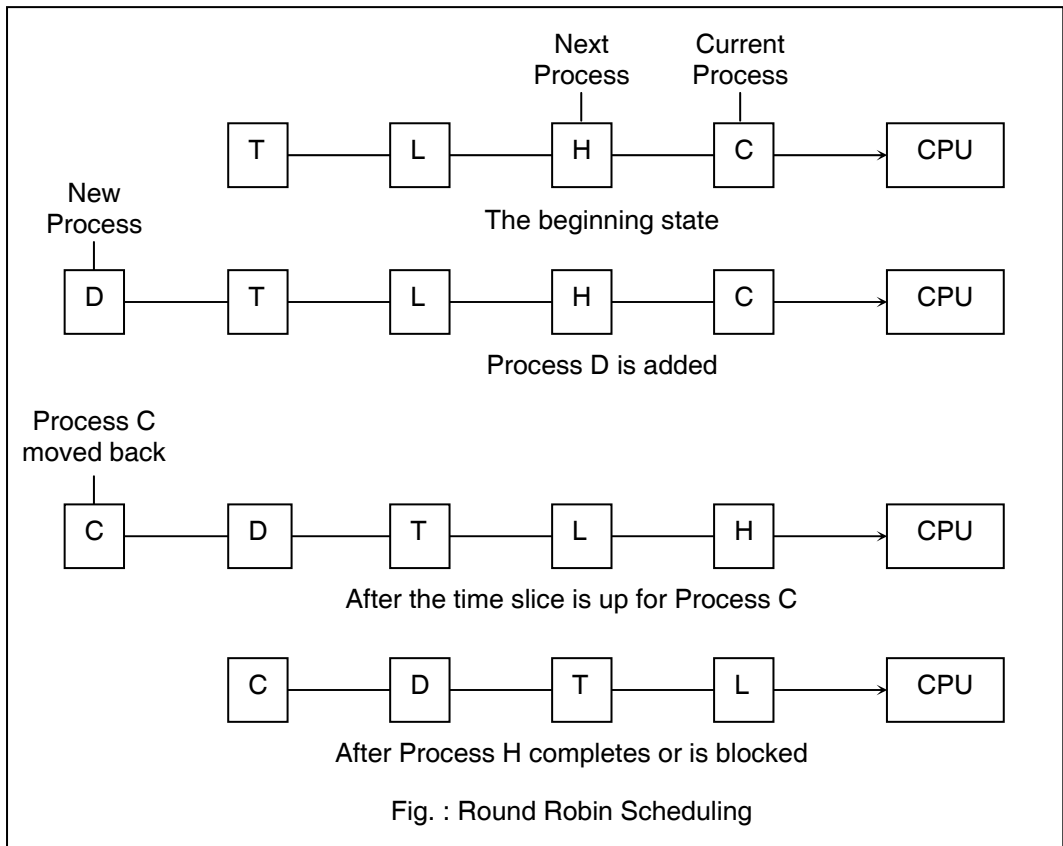 Next Process
Current Process
T L H C CPU
The beginning state
New Process
D T L H C CPU
Process D is added
Process C moved back
C D T L H CPU
After the time slice is up for Process C
C D T L CPU
After Process H completes or is blocked
Fig. : Round Robin Scheduling